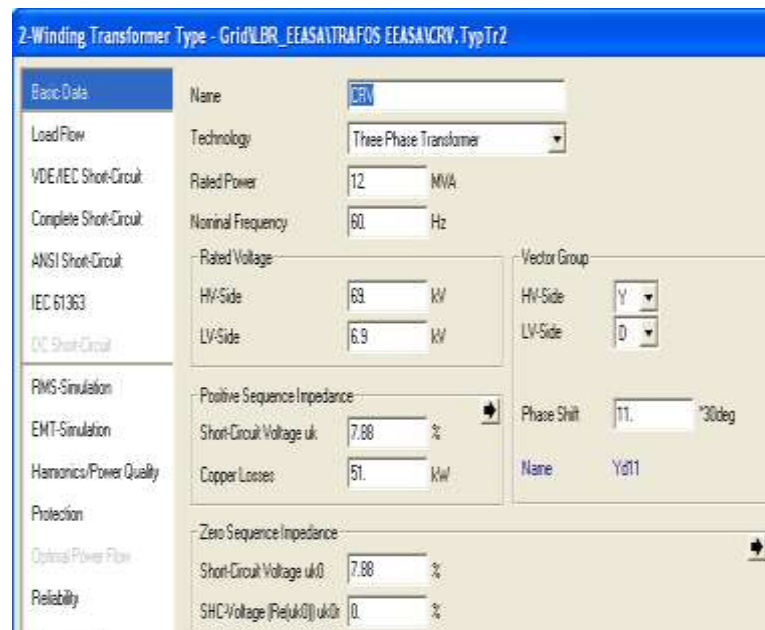 2-Winding Transformer Type - Grid\LBR_EEASA\TRAFOS EEASA\CRV.TypTr2
Basic Data
Load Flow
VDE/IEC Short-Circuit
Complete Short-Circuit
ANSI Short-Circuit
IEC 61363
DC Short-Circuit
RMS-Simulation
EMT-Simulation
Harmonics/Power Quality
Protection
Optimal Power Flow
Reliability
Name CRV
Technology Three Phase Transformer
Rated Power 12. MVA
Nominal Frequency 60. Hz
Rated Voltage
HV-Side 69. kV
LV-Side 6.9 kV
Vector Group
HV-Side Y
LV-Side D
Phase Shift 11. *30deg
Name Yd11
Positive Sequence Impedance
Short-Circuit Voltage uk 7.88 %
Copper Losses 51. kW
Zero Sequence Impedance
Short-Circuit Voltage uk0 7.88 %
SHC-Voltage (Re(uk0)) uk0r 0. %